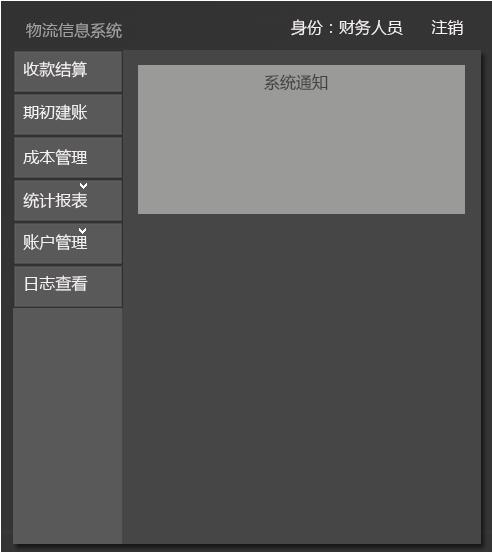 物流信息系统
身份：财务人员 注销
收款结算
系统通知
期初建账
成本管理
统计报表
账户管理
日志查看